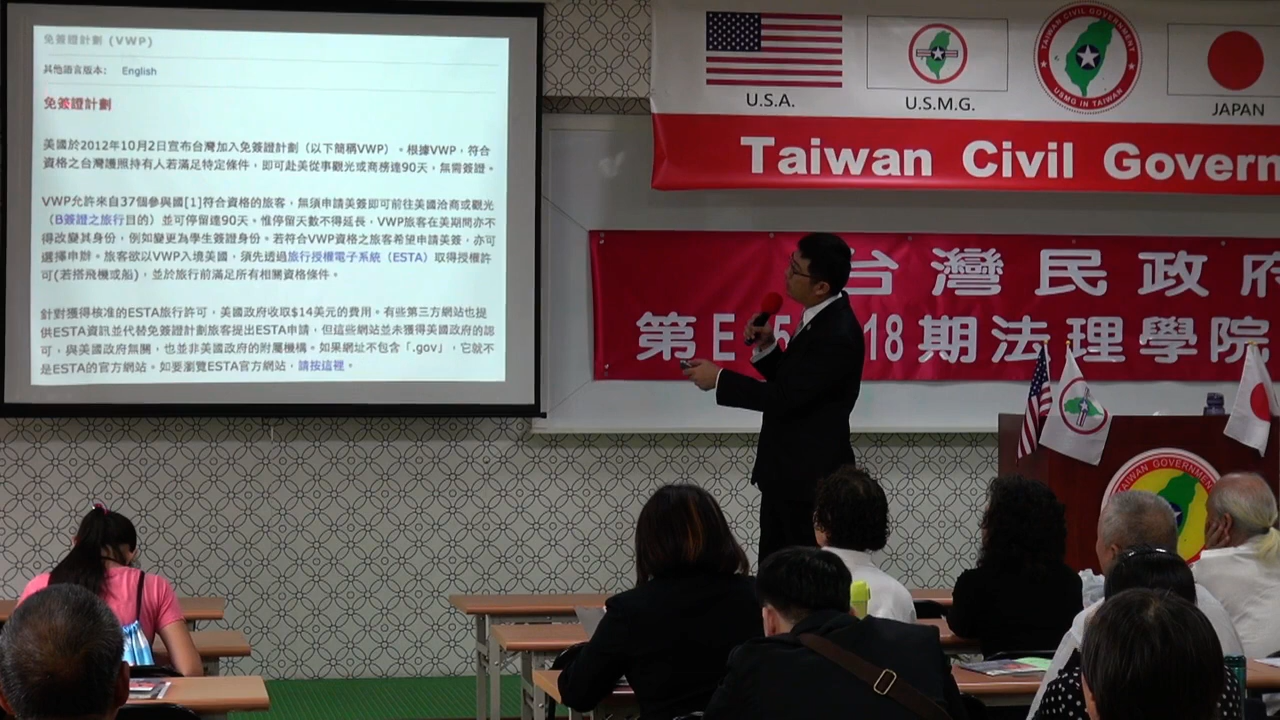 免簽證計劃 (VWP)
其他語言版本: English
免簽證計劃
美國於2012年10月2日宣布台灣加入免簽證計劃（以下簡稱VWP）。根據VWP，符合
資格之台灣護照持有人若滿足特定條件，即可赴美從事觀光或商務達90天，無需簽證。
VWP允許來自37個參與國[1]符合資格的旅客，無須申請美簽即可前往美國洽商或觀光
（B簽證之旅行目的）並可停留達90天。惟停留天數不得延長，VWP旅客在美期間亦不
得改變其身份，例如變更為學生簽證身份。若符合VWP資格之旅客希望申請美簽，亦可
選擇申辦。旅客欲以VWP入境美國，須先透過旅行授權電子系統（ESTA）取得授權許
可(若搭飛機或船)，並於旅行前滿足所有相關資格條件。
針對獲得核准的ESTA旅行許可，美國政府收取$14美元的費用。有些第三方網站也提
供ESTA資訊並代替免簽證計劃旅客提出ESTA申請，但這些網站並未獲得美國政府的認
可，與美國政府無關，也並非美國政府的附屬機構。如果網址不包含「.gov」，它就不
是ESTA的官方網站。如要瀏覽ESTA官方網站，請按這裡。
U.S.A.
U.S.M.G.
TAIWAN CIVIL GOVERNMENT
USMG IN TAIWAN
JAPAN
Taiwan Civil Govern
台灣民政府
第E 5 18期法理學院
TAIWAN GOVERNMENT